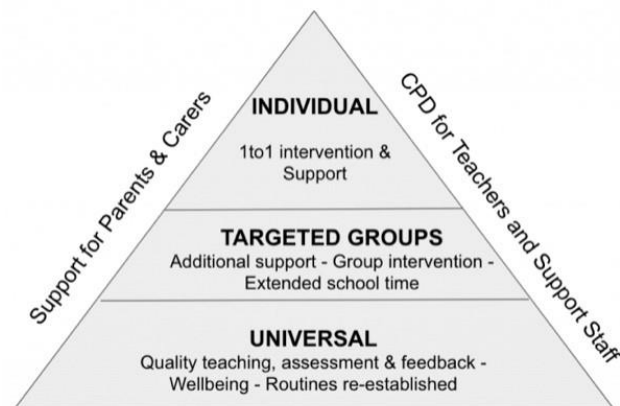 Support for Parents & Carers
CPD for Teachers and Support Staff
INDIVIDUAL
1to1 intervention &
Support
TARGETED GROUPS
Additional support - Group intervention -
Extended school time
UNIVERSAL
Quality teaching, assessment & feedback -
Wellbeing - Routines re-established